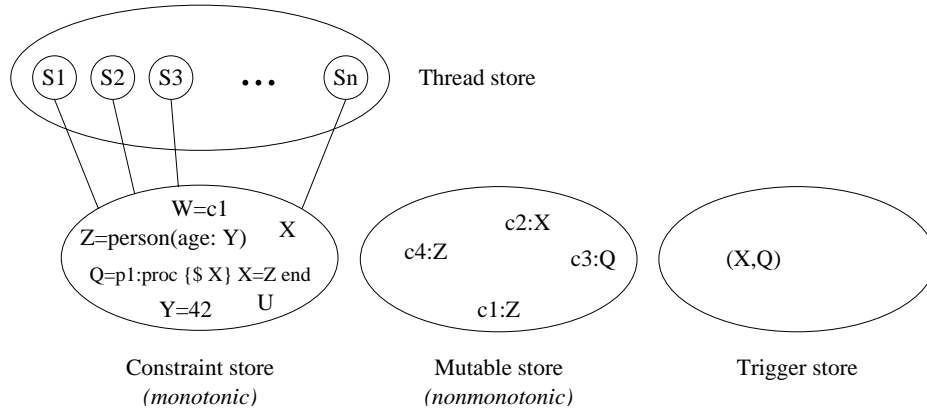 S1 S2 S3 ... Sn
Thread store
W=c1
Z=person(age: Y) X
Q=p1:proc {$ X} X=Z end
Y=42 U
c2:X
c4:Z c3:Q
c1:Z
(X,Q)
Constraint store
(monotonic)
Mutable store
(nonmonotonic)
Trigger store